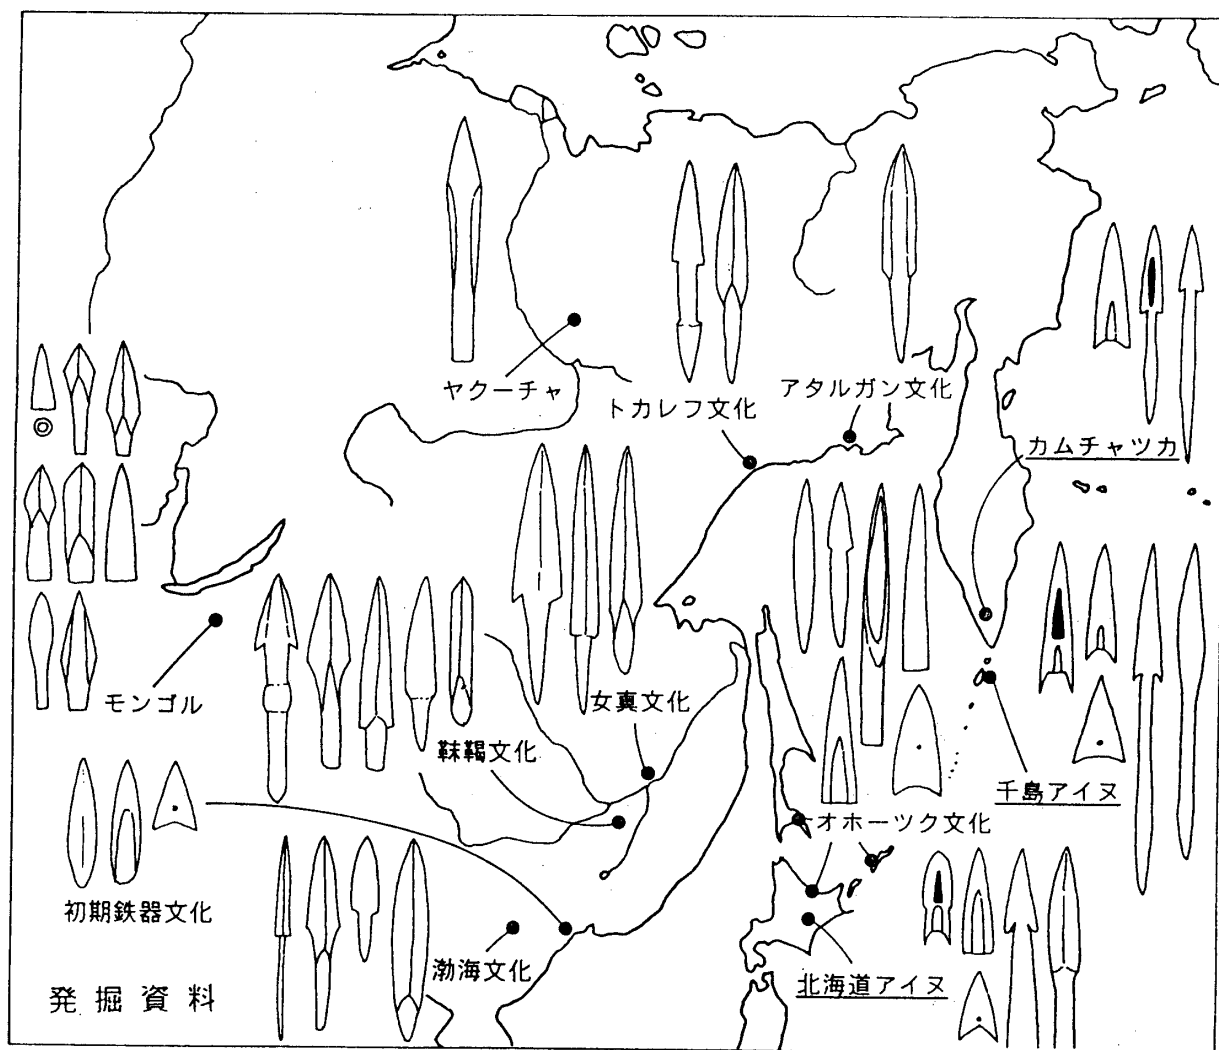 ヤクーチャ
トカレフ文化
アタルガン文化
カムチャツカ
モンゴル
女真文化
靺鞨文化
千島アイヌ
オホーツク文化
初期鉄器文化
渤海文化
北海道アイヌ
発掘資料